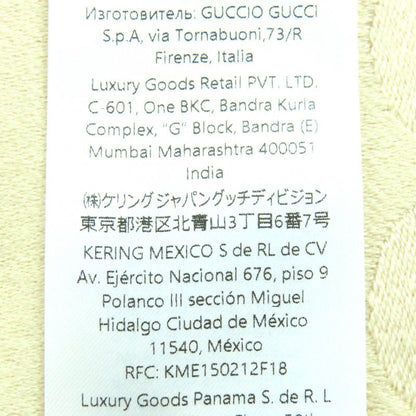 Изготовитель: GUCCIO GUCCI
S.p.A, via Tornabuoni,73/R
Firenze, Italia
Luxury Goods Retail PVT. LTD.
C-601, One BKC, Bandra Kurla
Complex, "G" Block, Bandra (E)
Mumbai Maharashtra 400051
India
㈱ケリングジャパングッチディビジョン
東京都港区北青山3丁目6番7号
KERING MEXICO S de RL de CV
Av. Ejército Nacional 676, piso 9
Polanco III sección Miguel
Hidalgo Ciudad de México
11540, México
RFC: KME150212F18
Luxury Goods Panama S. de R. L